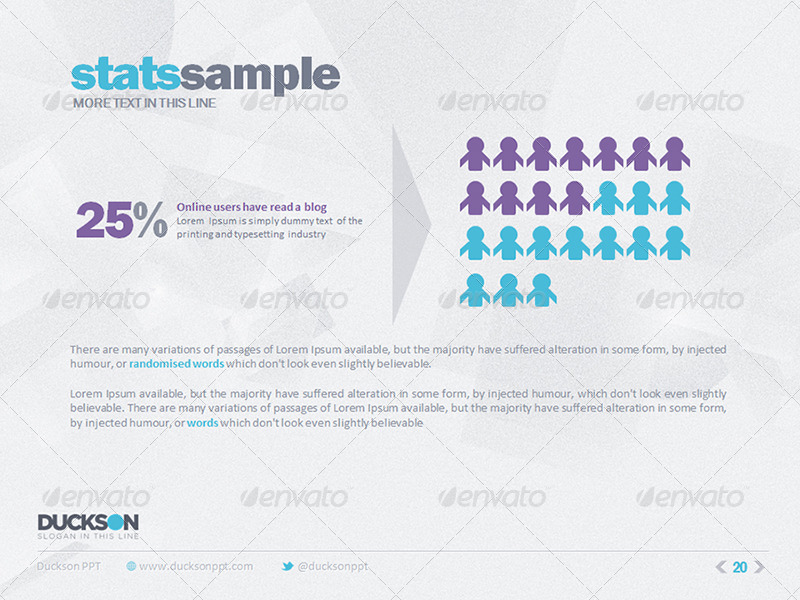 statssample
MORE TEXT IN THIS LINE
25%
Online users have read a blog
Lorem Ipsum is simply dummy text of the
printing and typesetting industry
There are many variations of passages of Lorem Ipsum available, but the majority have suffered alteration in some form, by injected
humour, or randomised words which don't look even slightly believable.
Lorem Ipsum available, but the majority have suffered alteration in some form, by injected humour, which don't look even slightly
believable. There are many variations of passages of Lorem Ipsum available, but the majority have suffered alteration in some form,
by injected humour, or words which don't look even slightly believable
DUCKSON
SLOGAN IN THIS LINE
Duckson PPT
www.ducksonppt.com
@ducksonppt
20
envato envato envato envato
envato envato envato envato
envato envato envato envato